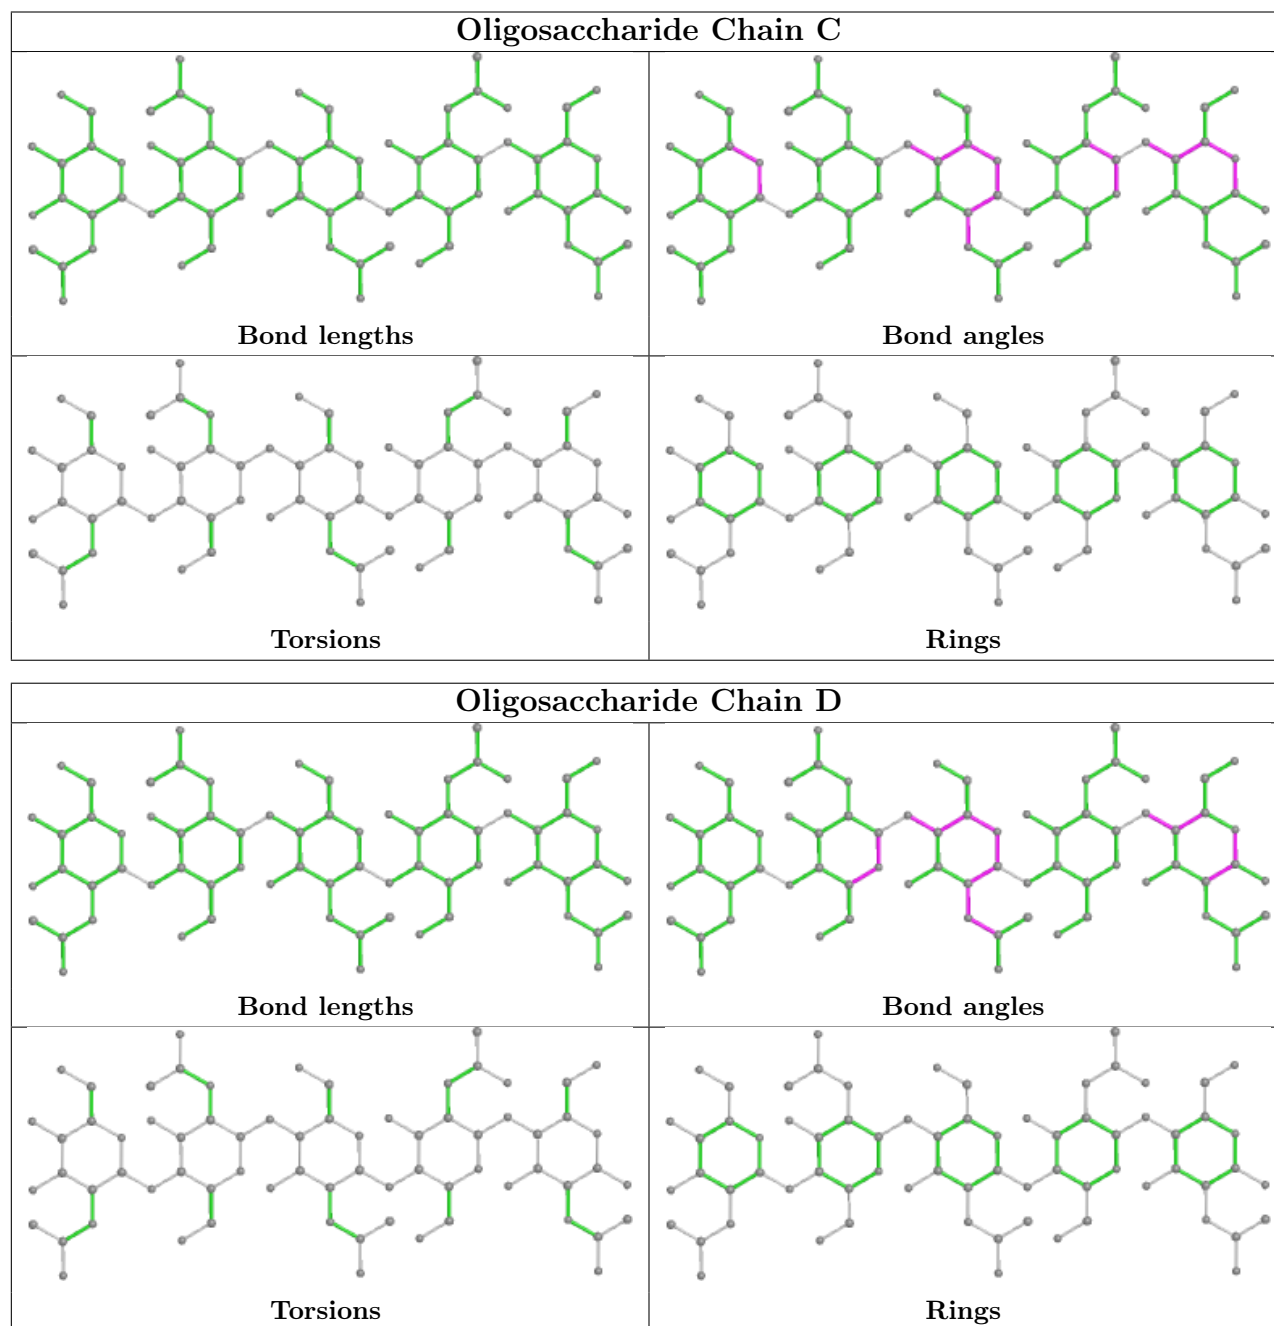 Oligosaccharide Chain C
Bond lengths
Bond angles
Torsions
Rings
Oligosaccharide Chain D
Bond lengths
Bond angles
Torsions
Rings